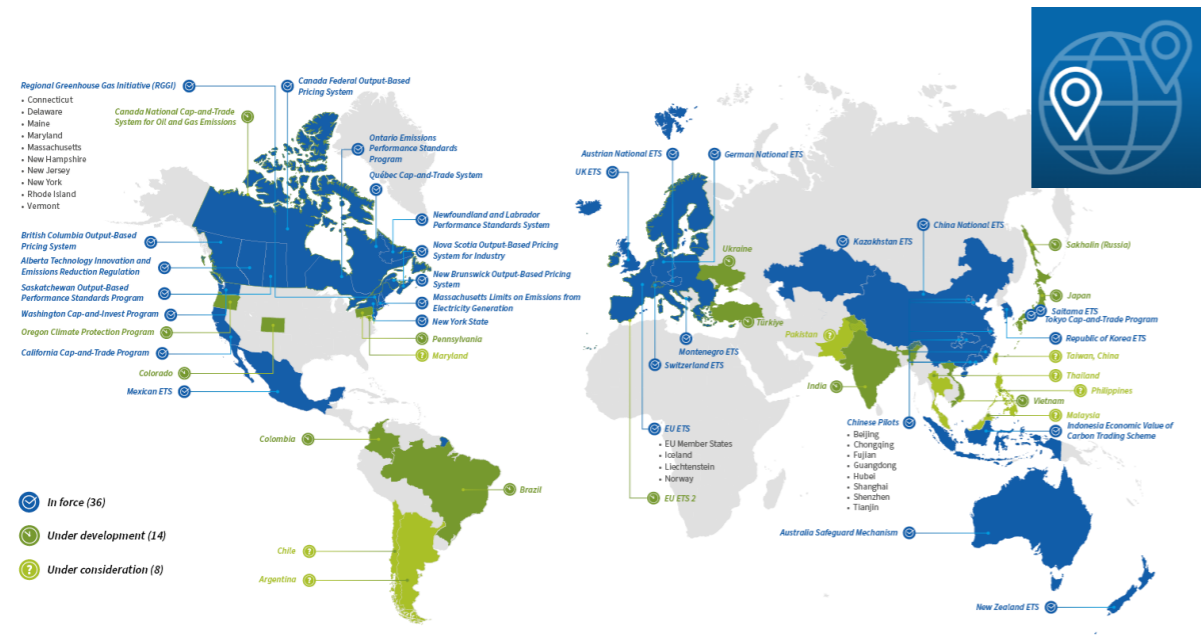 Regional Greenhouse Gas Initiative (RGGI)
• Connecticut
• Delaware
• Maine
• Maryland
• Massachusetts
• New Hampshire
• New Jersey
• New York
• Rhode Island
• Vermont
Canada National Cap-and-Trade
System for Oil and Gas Emissions
Canada Federal Output-Based
Pricing System
Ontario Emissions
Performance Standards
Program
Québec Cap-and-Trade System
Newfoundland and Labrador
Performance Standards System
Nova Scotia Output-Based Pricing
System for Industry
New Brunswick Output-Based Pricing
System
Massachusetts Limits on Emissions from
Electricity Generation
New York State
Pennsylvania
Maryland
British Columbia Output-Based
Pricing System
Alberta Technology Innovation and
Emissions Reduction Regulation
Saskatchewan Output-Based
Performance Standards Program
Washington Cap-and-Invest Program
Oregon Climate Protection Program
California Cap-and-Trade Program
Colorado
Mexican ETS
Colombia
Brazil
Chile
Argentina
In force (36)
Under development (14)
Under consideration (8)
Austrian National ETS
German National ETS
UK ETS
Ukraine
Türkiye
Montenegro ETS
Switzerland ETS
EU ETS
• EU Member States
• Iceland
• Liechtenstein
• Norway
EU ETS 2
Kazakhstan ETS
China National ETS
Sakhalin (Russia)
Japan
Saitama ETS
Tokyo Cap-and-Trade Program
Republic of Korea ETS
Taiwan, China
Thailand
Philippines
Vietnam
Malaysia
Indonesia Economic Value of
Carbon Trading Scheme
Pakistan
India
Chinese Pilots
• Beijing
• Chongqing
• Fujian
• Guangdong
• Hubei
• Shanghai
• Shenzhen
• Tianjin
Australia Safeguard Mechanism
New Zealand ETS